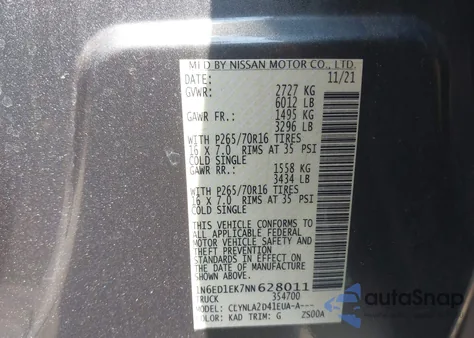 MFD BY NISSAN MOTOR CO., LTD.
DATE: 11/21
GVWR: 2727 KG
6012 LB
GAWR FR.: 1495 KG
3296 LB
WITH P265/70R16 TIRES
16 X 7.0 RIMS AT 35 PSI
COLD SINGLE
GAWR RR.: 1558 KG
3434 LB
WITH P265/70R16 TIRES
16 X 7.0 RIMS AT 35 PSI
COLD SINGLE
THIS VEHICLE CONFORMS TO
ALL APPLICABLE FEDERAL
MOTOR VEHICLE SAFETY AND
THEFT
STANDARDS IN EFFECT ON THE
DATE OF MANUFACTURE
SHOWN ABOVE.
1N6ED1EK7NN628011
TRUCK 354700
MODEL: CLYNLAZD41EUA-A---
COLOR: KAD TRIM: G ZS00A
autoSnap